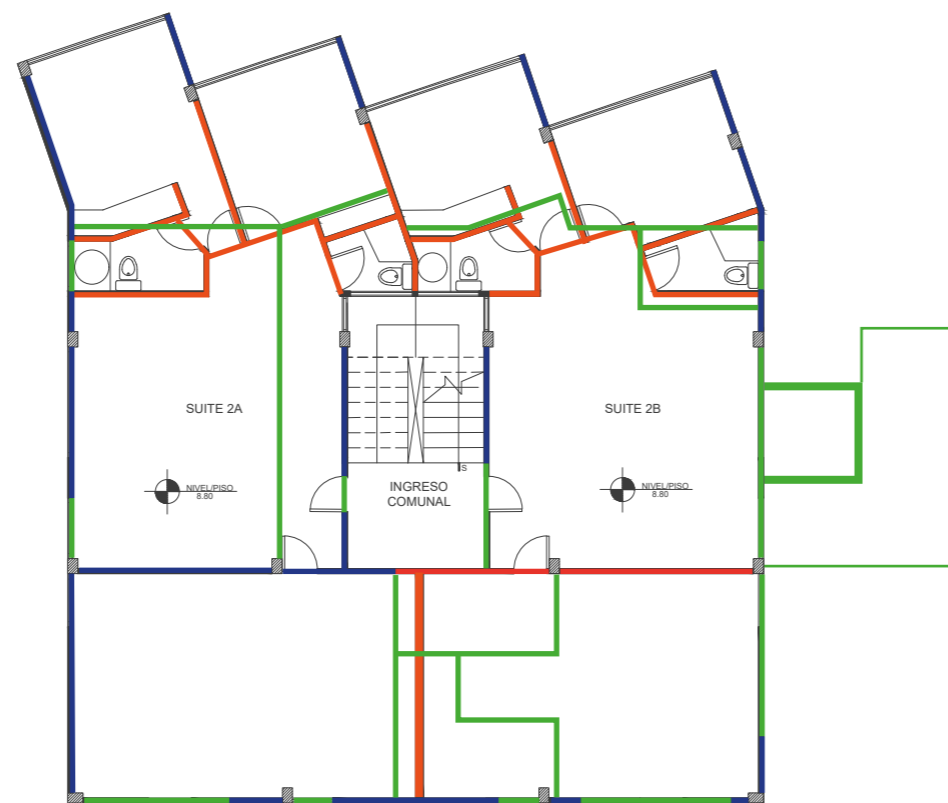 SUITE 2A
SUITE 2B
NIVEL/PISO
8.80
INGRESO
COMUNAL
S
NIVEL/PISO
8.80